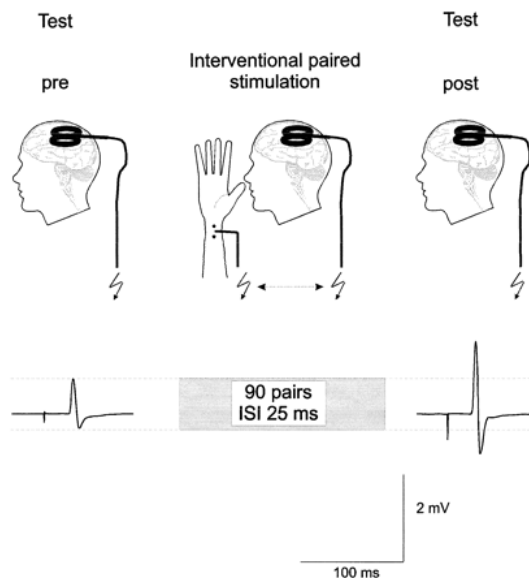 Test
pre
Interventional paired
stimulation
Test
post
90 pairs
ISI 25 ms
2 mV
100 ms